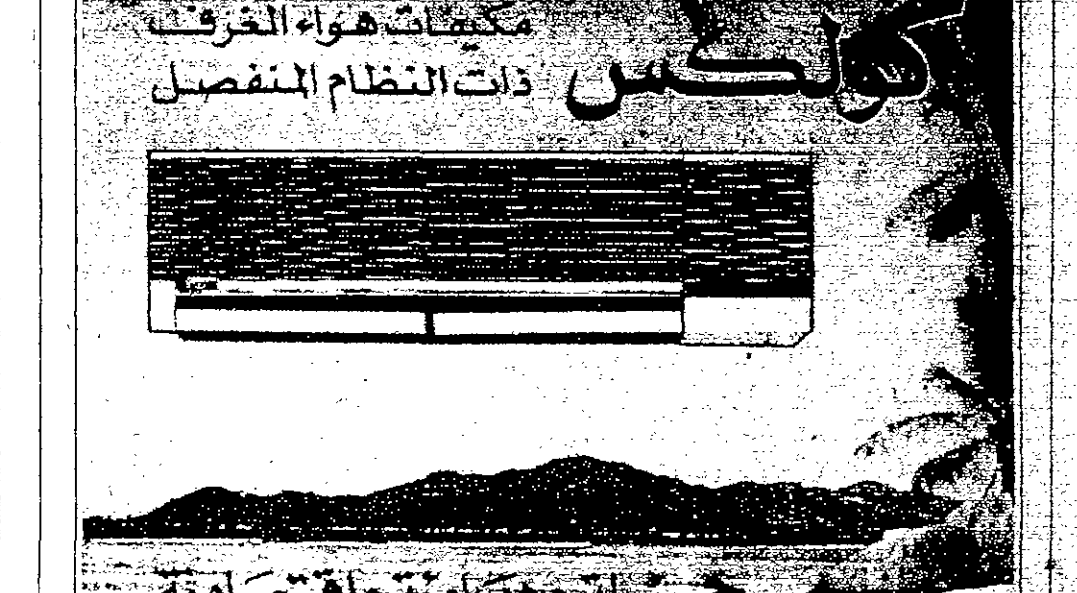 مكيفات هواء الغرف
كولكس ذات النظام المنفصل